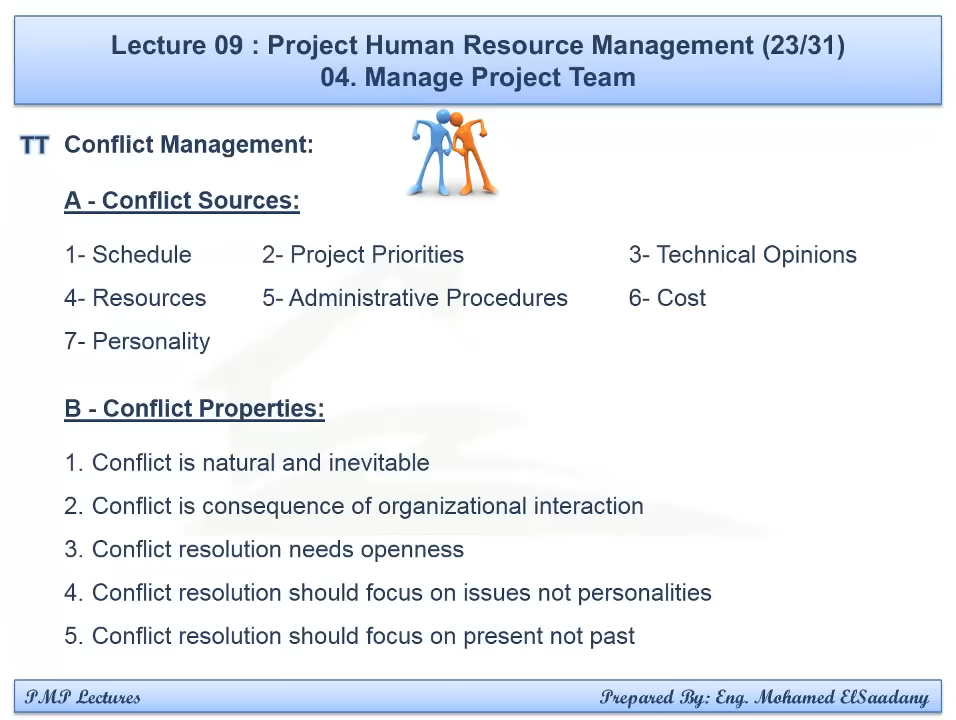 Lecture 09 : Project Human Resource Management (23/31)
04. Manage Project Team
TT Conflict Management:
A - Conflict Sources:
1- Schedule 2- Project Priorities 3- Technical Opinions
4- Resources 5- Administrative Procedures 6- Cost
7- Personality
B - Conflict Properties:
1. Conflict is natural and inevitable
2. Conflict is consequence of organizational interaction
3. Conflict resolution needs openness
4. Conflict resolution should focus on issues not personalities
5. Conflict resolution should focus on present not past
PMP Lectures Prepared By: Eng. Mohamed ElSaadany